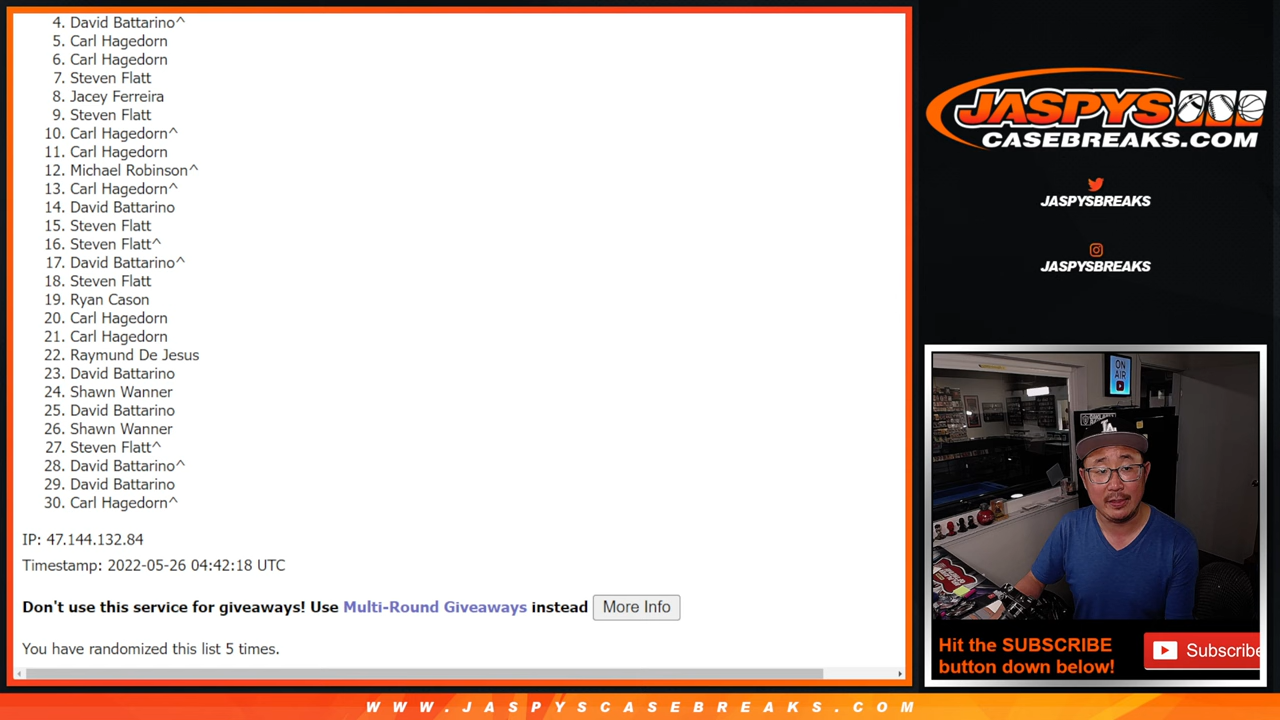 4. David Battarino^
5. Carl Hagedorn
6. Carl Hagedorn
7. Steven Flatt
8. Jacey Ferreira
9. Steven Flatt
10. Carl Hagedorn^
11. Carl Hagedorn
12. Michael Robinson^
13. Carl Hagedorn^
14. David Battarino
15. Steven Flatt
16. Steven Flatt^
17. David Battarino^
18. Steven Flatt
19. Ryan Cason
20. Carl Hagedorn
21. Carl Hagedorn
22. Raymund De Jesus
23. David Battarino
24. Shawn Wanner
25. David Battarino
26. Shawn Wanner
27. Steven Flatt^
28. David Battarino^
29. David Battarino
30. Carl Hagedorn^
IP: 47.144.132.84
Timestamp: 2022-05-26 04:42:18 UTC
Don't use this service for giveaways! Use Multi-Round Giveaways instead More Info
You have randomized this list 5 times.
JASPYS
CASEBREAKS.COM
JASPYSBREAKS
JASPYSBREAKS
ON
AIR
LA
Hit the SUBSCRIBE
button down below!
Subscribe
WWW.JASPYSCASEBREAKS.COM